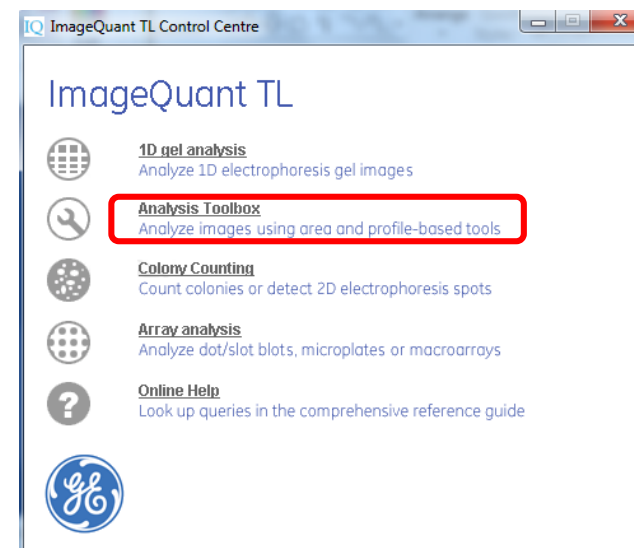 IQ ImageQuant TL Control Centre
ImageQuant TL
1D gel analysis
Analyze 1D electrophoresis gel images
Analysis Toolbox
Analyze images using area and profile-based tools
Colony Counting
Count colonies or detect 2D electrophoresis spots
Array analysis
Analyze dot/slot blots, microplates or macroarrays
?
Online Help
Look up queries in the comprehensive reference guide
GE